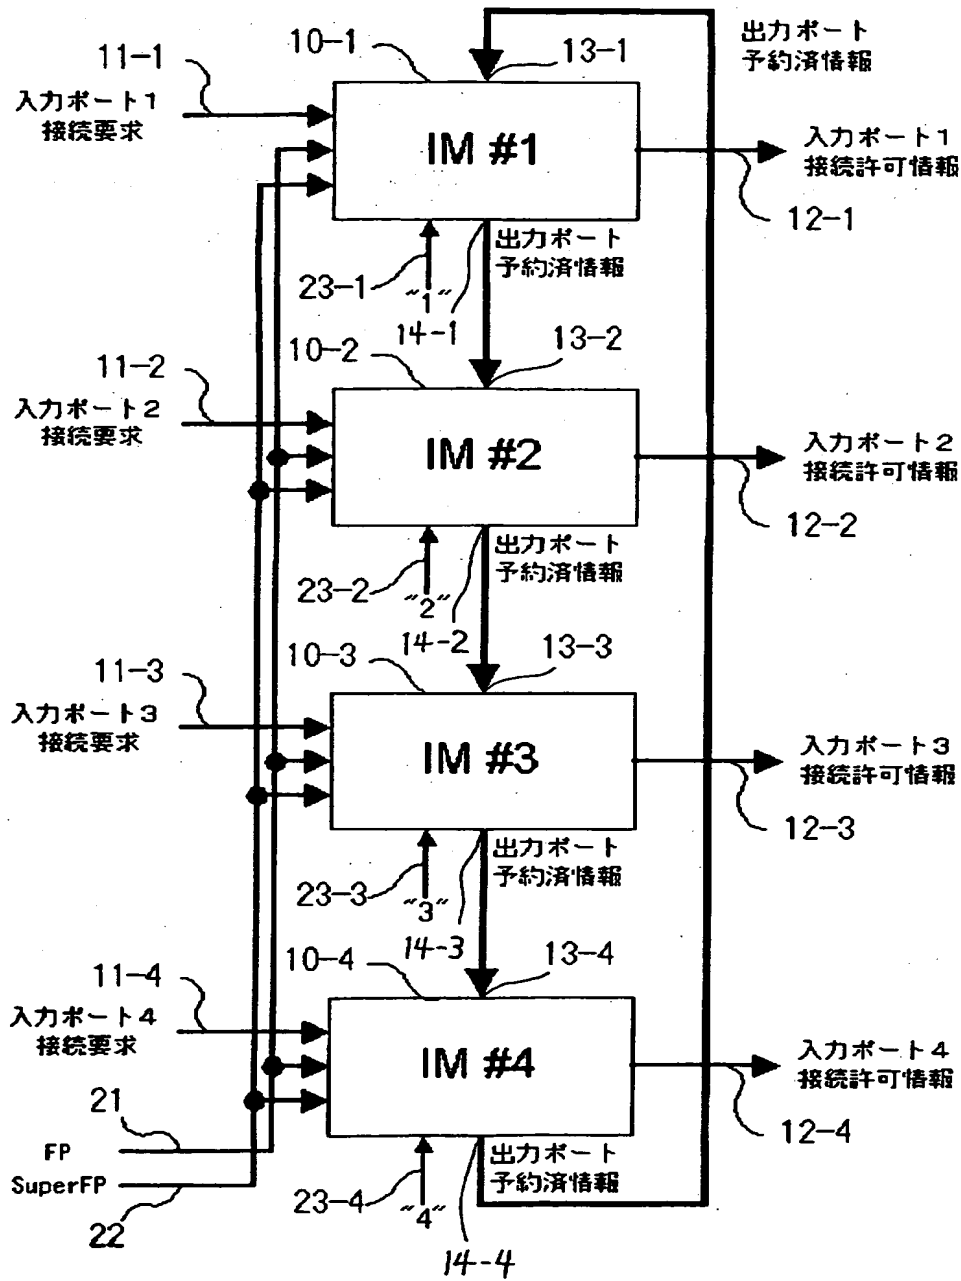 出力ポート
予約済情報
10-1
13-1
11-1
入力ポート1
接続要求
IM #1
入力ポート1
接続許可情報
12-1
出力ポート
予約済情報
23-1
"1"
14-1
10-2
13-2
11-2
入力ポート2
接続要求
IM #2
入力ポート2
接続許可情報
12-2
出力ポート
予約済情報
23-2
"2"
14-2
10-3
13-3
11-3
入力ポート3
接続要求
IM #3
入力ポート3
接続許可情報
12-3
出力ポート
予約済情報
23-3
"3"
14-3
10-4
13-4
11-4
入力ポート4
接続要求
IM #4
入力ポート4
接続許可情報
12-4
21
FP
SuperFP
22
出力ポート
予約済情報
23-4
"4"
14-4